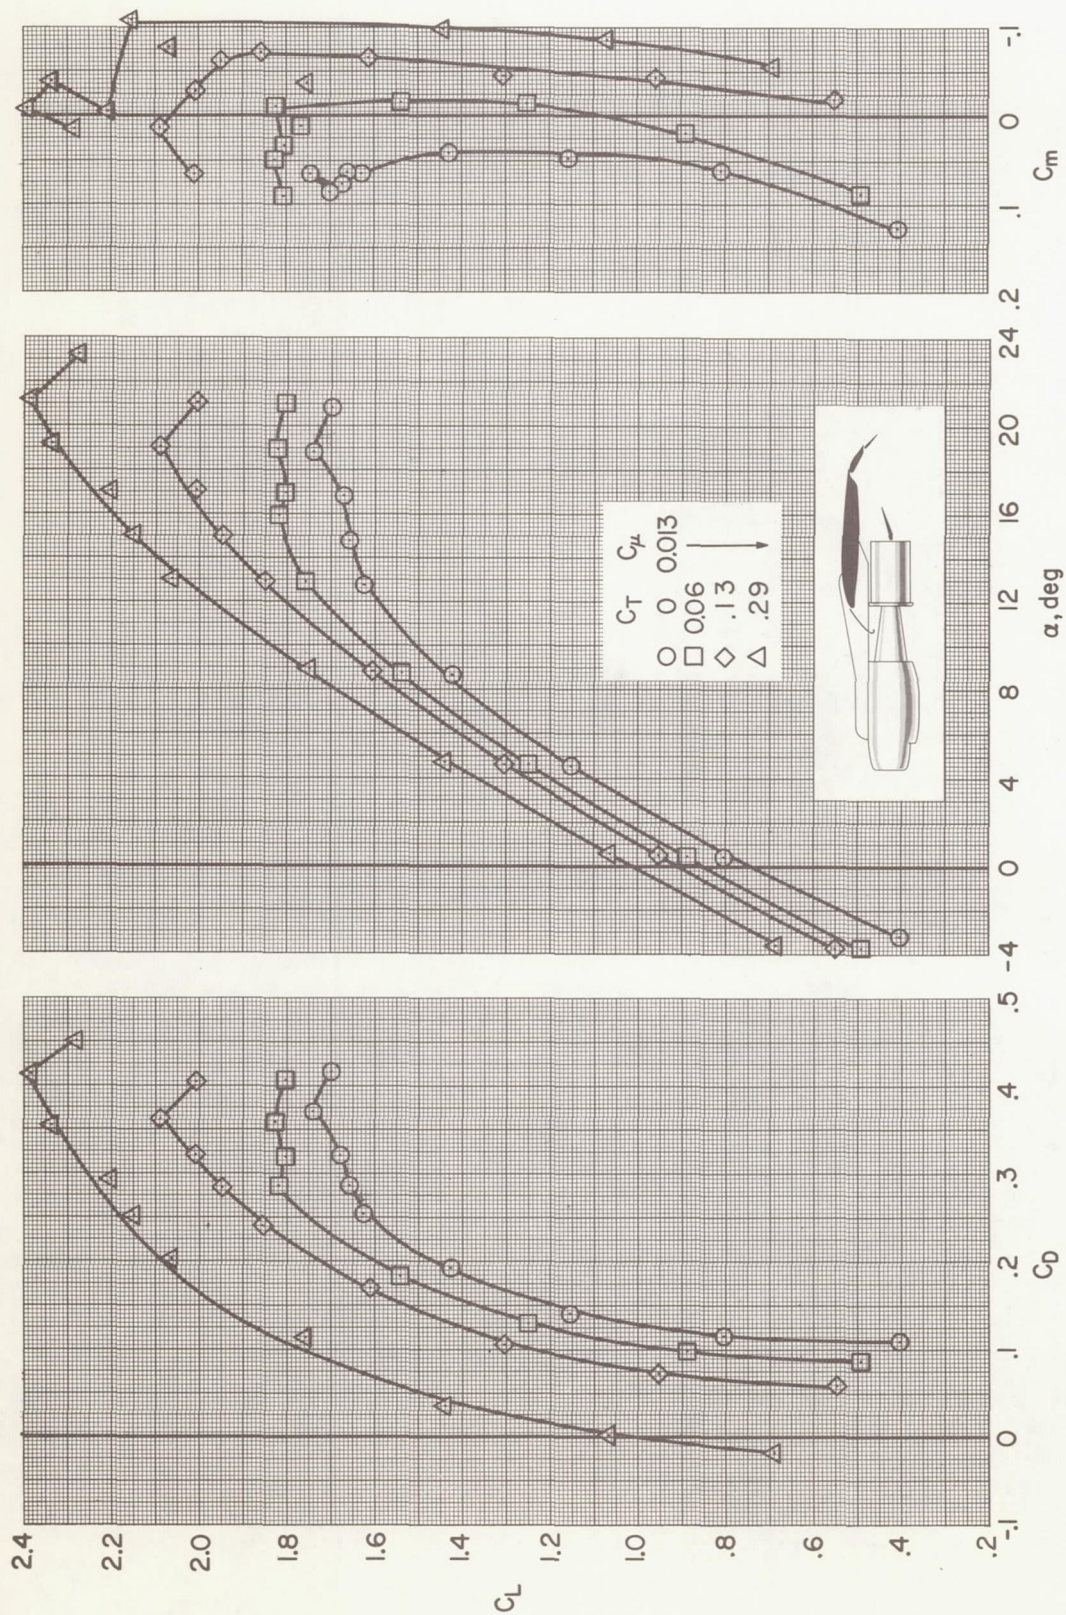 C_L
2.4
2.2
2.0
1.8
1.6
1.4
1.2
1.0
.8
.6
.4
.2
-.1 0 .1 .2 .3 .4 .5
C_D
-4 0 4 8 12 16 20 24
α, deg
.2 .1 0 -.1
C_m
C_T C_μ
○ 0 0.013
□ 0.06
◇ .13
△ .29